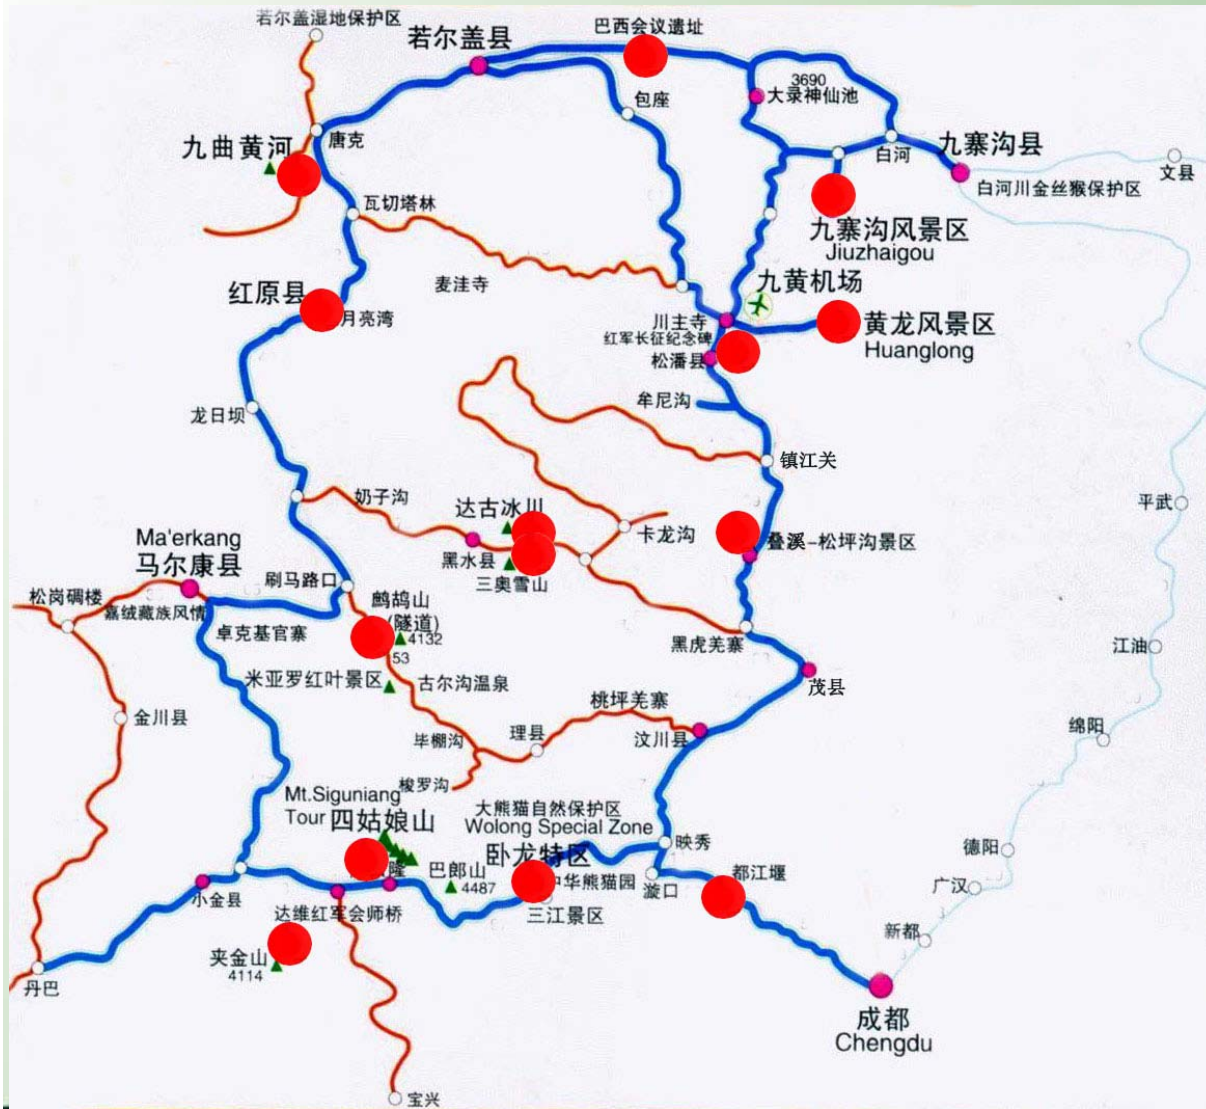 若尔盖湿地保护区
巴西会议遗址
若尔盖县
3690
大录神仙池
包座
唐克
九曲黄河
白河
九寨沟县
文县
白河川金丝猴保护区
瓦切塔林
九寨沟风景区
Jiuzhaigou
麦洼寺
九黄机场
红原县
月亮湾
川主寺
黄龙风景区
红军长征纪念碑
Huanglong
松潘县
牟尼沟
龙日坝
镇江关
奶子沟
达古冰川
平武
卡龙沟
叠溪-松坪沟景区
Ma'erkang
马尔康县
黑水县
三奥雪山
刷马路口
松岗碉楼
嘉绒藏族风情
鹧鸪山
(隧道)
卓克基官寨
4132
黑虎羌寨
江油
53
米亚罗红叶景区
古尔沟温泉
茂县
桃坪羌寨
金川县
理县
汶川县
绵阳
毕棚沟
梭罗沟
Mt.Siguniang
Tour 四姑娘山
大熊猫自然保护区
Wolong Special Zone
映秀
卧龙特区
德阳
隆
巴郎山
4487
中华熊猫园
漩口
都江堰
广汉
小金县
达维红军会师桥
三江景区
新都
夹金山
4114
丹巴
成都
Chengdu
宝兴